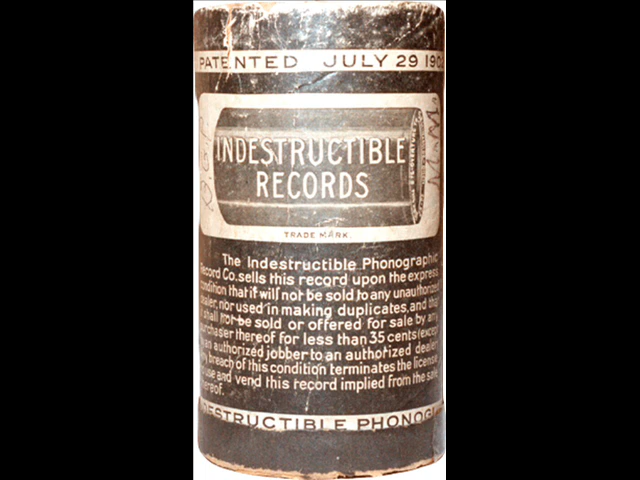 PATENTED JULY 29 190
INDESTRUCTIBLE
RECORDS
TRADE MARK.
The Indestructible Phonographic
Record Co. sells this record upon the express
condition that it will not be sold to any unauthorized
dealer, nor used in making duplicates, and that
it shall not be sold or offered for sale by any
purchaser thereof for less than 35 cents (except
by an authorized jobber to an authorized dealer
Any breach of this condition terminates the license
to use and vend this record implied from the sale
thereof.
INDESTRUCTIBLE PHONOG
M.M.